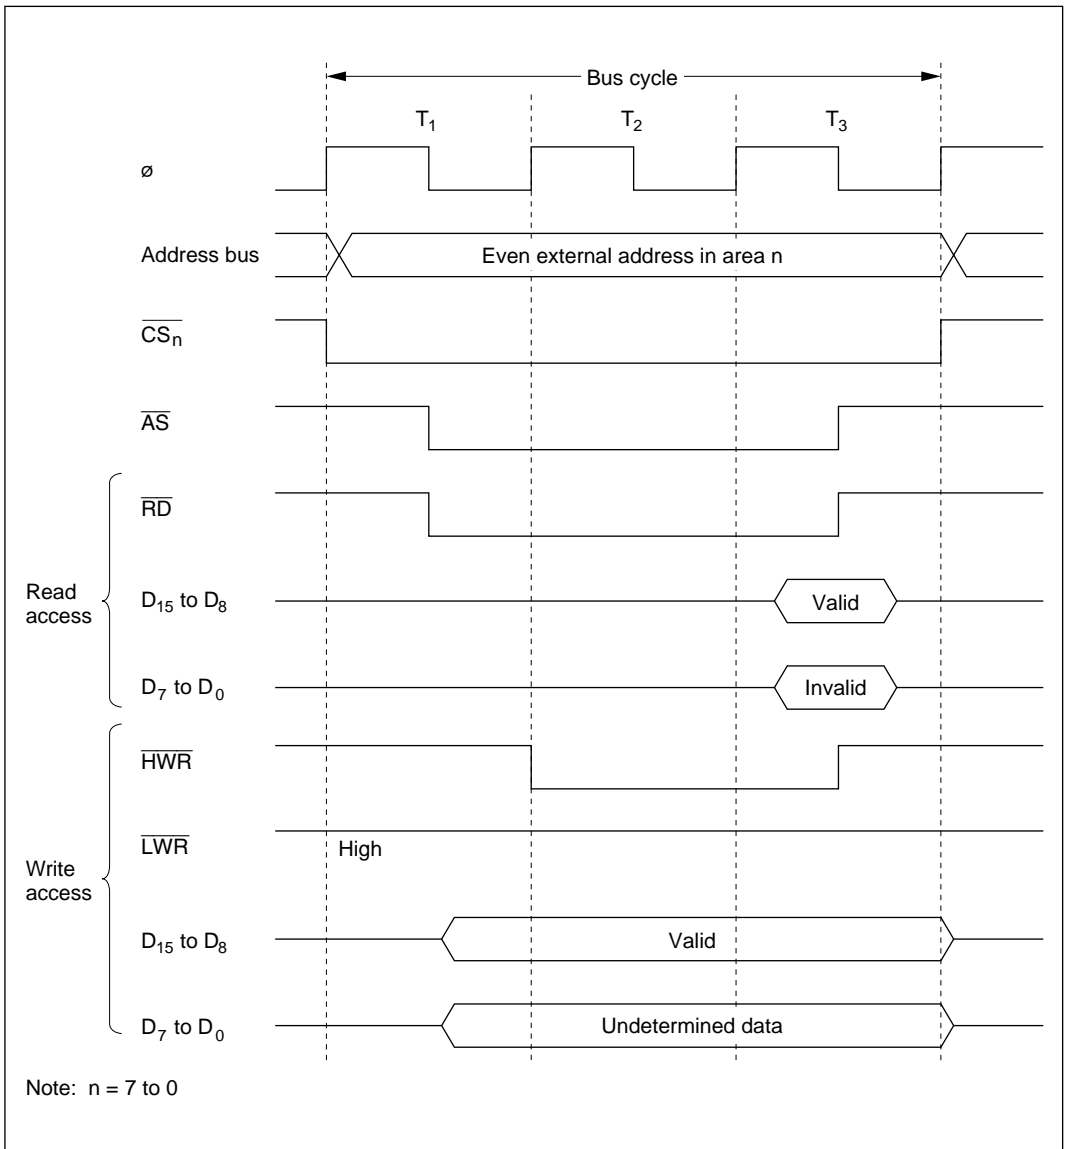 Bus cycle
T1 T2 T3
ø
Address bus Even external address in area n
CSn
AS
RD
Read access
D15 to D8 Valid
D7 to D0 Invalid
HWR
LWR High
Write access
D15 to D8 Valid
D7 to D0 Undetermined data
Note: n = 7 to 0